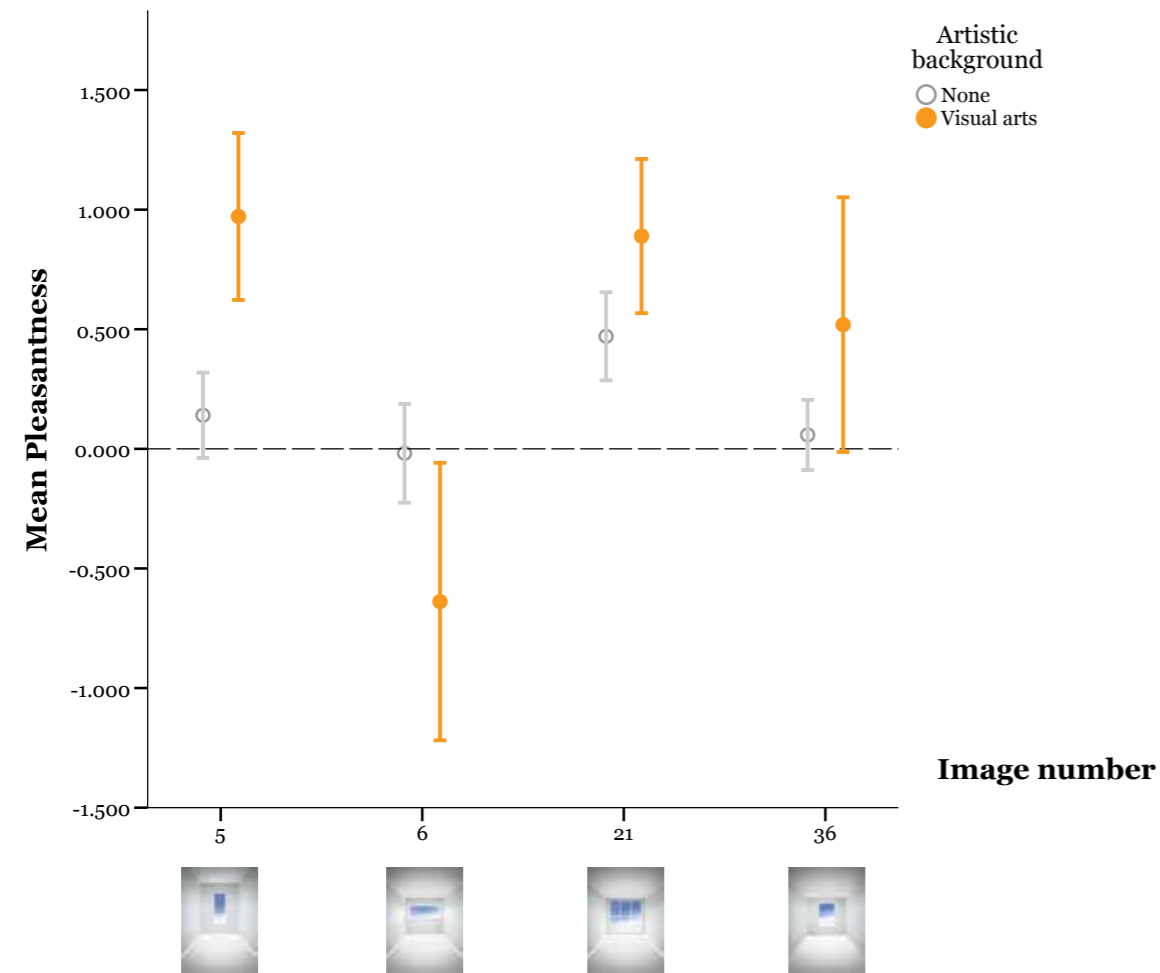 Artistic
background
None
Visual arts
Mean Pleasantness
1.500
1.000
0.500
0.000
-0.500
-1.000
-1.500
Image number
5 6 21 36